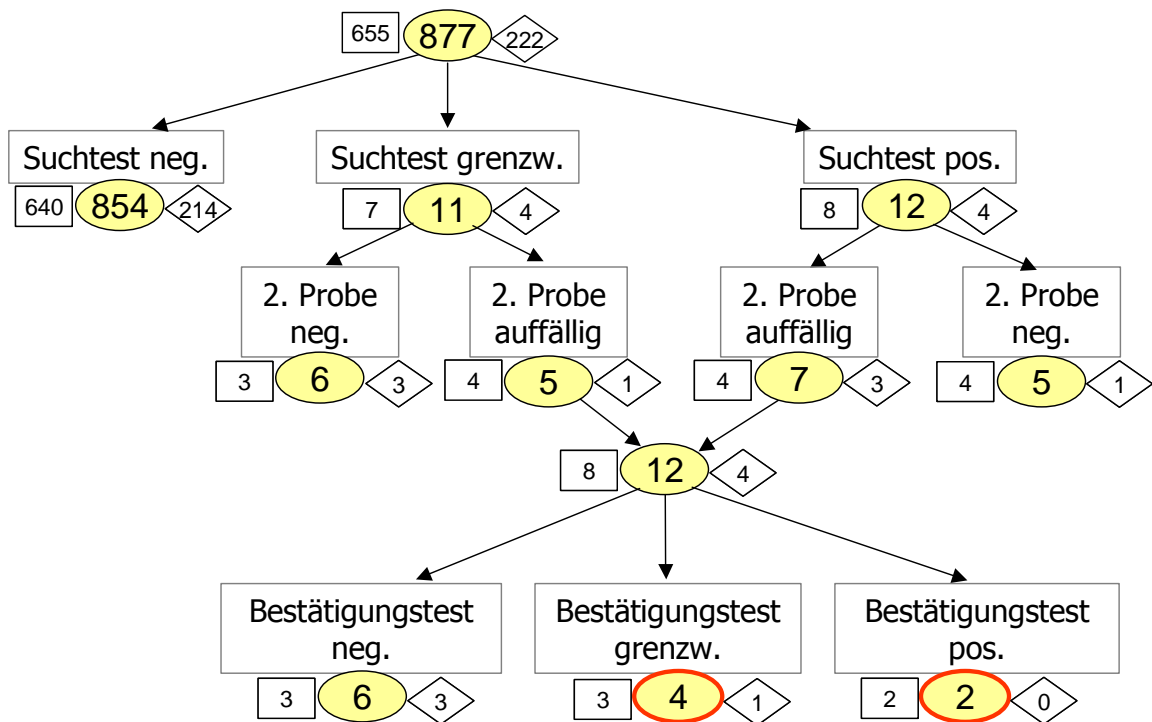 655 877 222
Suchtest neg.
640 854 214
Suchtest grenzw.
7 11 4
Suchtest pos.
8 12 4
2. Probe
neg.
3 6 3
2. Probe
auffällig
4 5 1
2. Probe
auffällig
4 7 3
2. Probe
neg.
4 5 1
8 12 4
Bestätigungstest
neg.
3 6 3
Bestätigungstest
grenzw.
3 4 1
Bestätigungstest
pos.
2 2 0